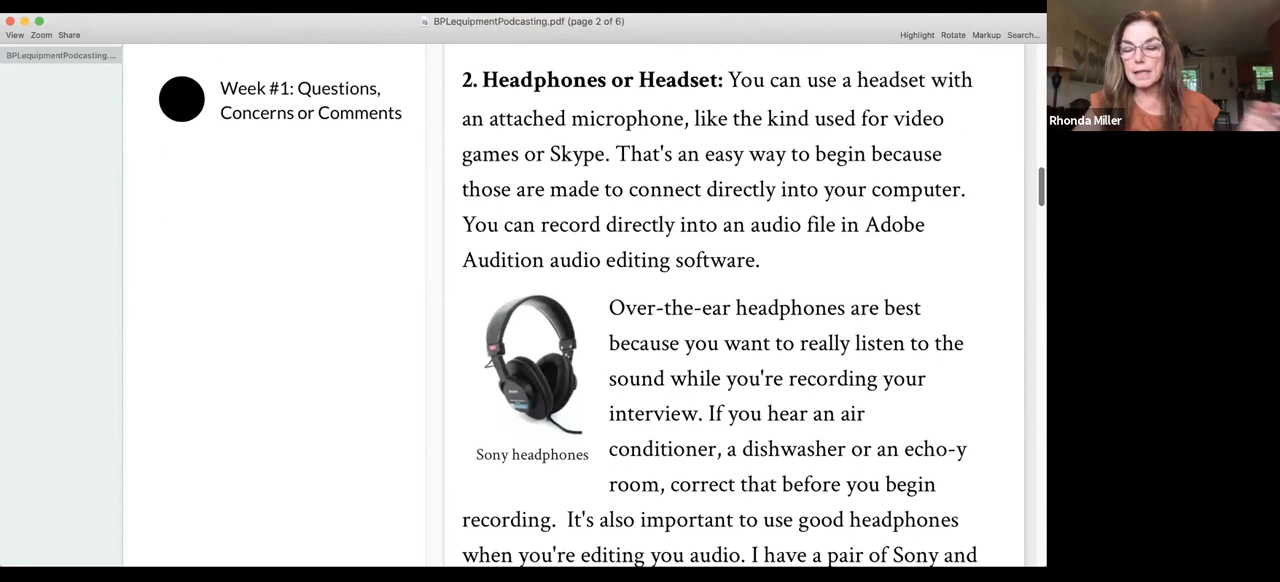 BPLequipmentPodcasting.pdf (page 2 of 6)
View Zoom Share
Highlight Rotate Markup Search...
BPLequipmentPodcasting....
Week #1: Questions,
Concerns or Comments
2. Headphones or Headset: You can use a headset with
an attached microphone, like the kind used for video
games or Skype. That's an easy way to begin because
those are made to connect directly into your computer.
You can record directly into an audio file in Adobe
Audition audio editing software.
Over-the-ear headphones are best
because you want to really listen to the
sound while you're recording your
interview. If you hear an air
conditioner, a dishwasher or an echo-y
room, correct that before you begin
Sony headphones
recording. It's also important to use good headphones
when you're editing you audio. I have a pair of Sony and
Rhonda Miller